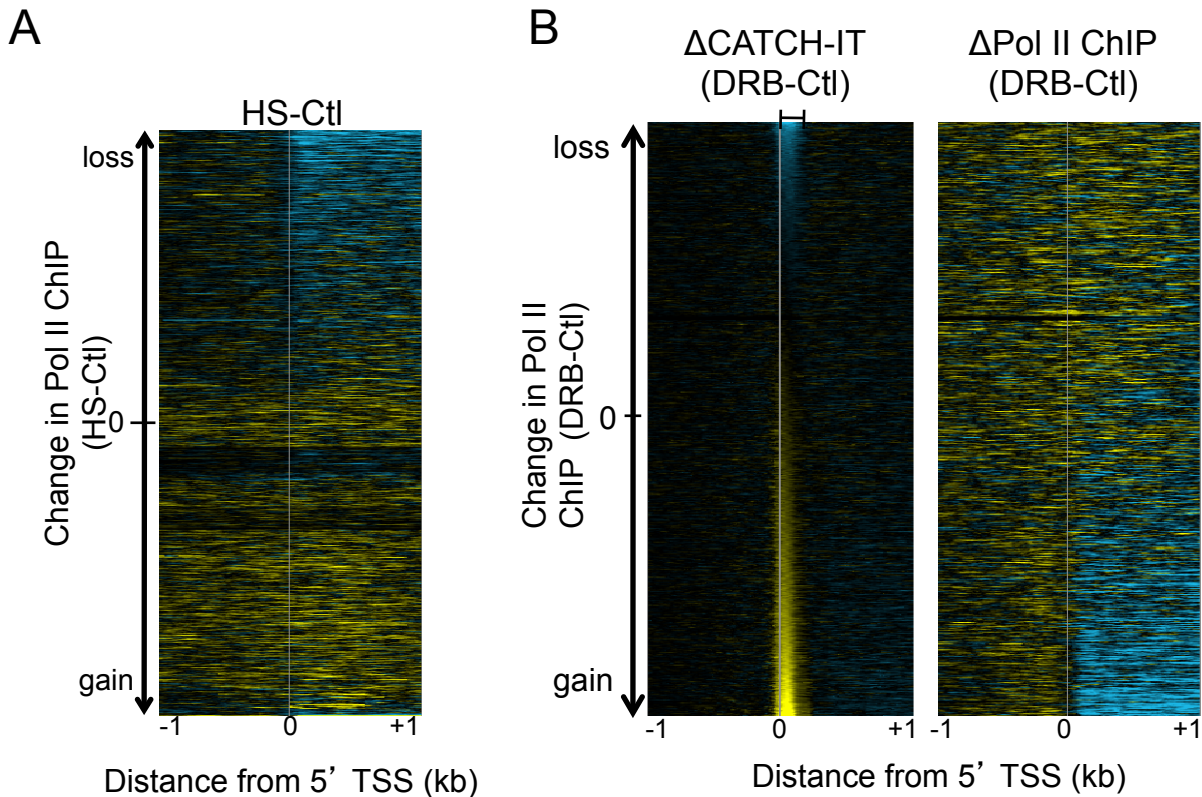 A
HS-Ctl
loss
0
gain
Change in Pol II ChIP
(HS-Ctl)
-1
0
+1
Distance from 5’ TSS (kb)
B
ΔCATCH-IT
(DRB-Ctl)
ΔPol II ChIP
(DRB-Ctl)
loss
0
gain
Change in Pol II
ChIP (DRB-Ctl)
-1
0
+1
-1
0
+1
Distance from 5’ TSS (kb)